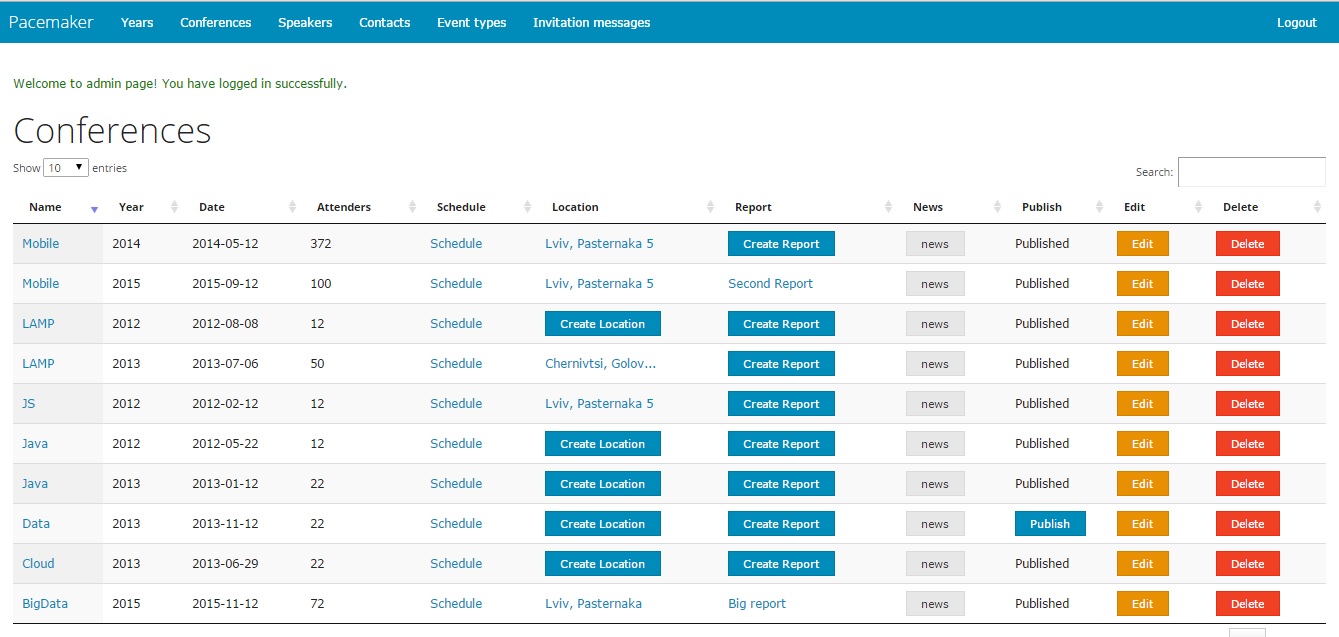 Pacemaker Years Conferences Speakers Contacts Event types Invitation messages Logout
Welcome to admin page! You have logged in successfully.
Conferences
Show 10 entries Search:
Name Year Date Attenders Schedule Location Report News Publish Edit Delete
Mobile 2014 2014-05-12 372 Schedule Lviv, Pasternaka 5 Create Report news Published Edit Delete
Mobile 2015 2015-09-12 100 Schedule Lviv, Pasternaka 5 Second Report news Published Edit Delete
LAMP 2012 2012-08-08 12 Schedule Create Location Create Report news Published Edit Delete
LAMP 2013 2013-07-06 50 Schedule Chernivtsi, Golov... Create Report news Published Edit Delete
JS 2012 2012-02-12 12 Schedule Lviv, Pasternaka 5 Create Report news Published Edit Delete
Java 2012 2012-05-22 12 Schedule Create Location Create Report news Published Edit Delete
Java 2013 2013-01-12 22 Schedule Create Location Create Report news Published Edit Delete
Data 2013 2013-11-12 22 Schedule Create Location Create Report news Publish Edit Delete
Cloud 2013 2013-06-29 22 Schedule Create Location Create Report news Published Edit Delete
BigData 2015 2015-11-12 72 Schedule Lviv, Pasternaka Big report news Published Edit Delete